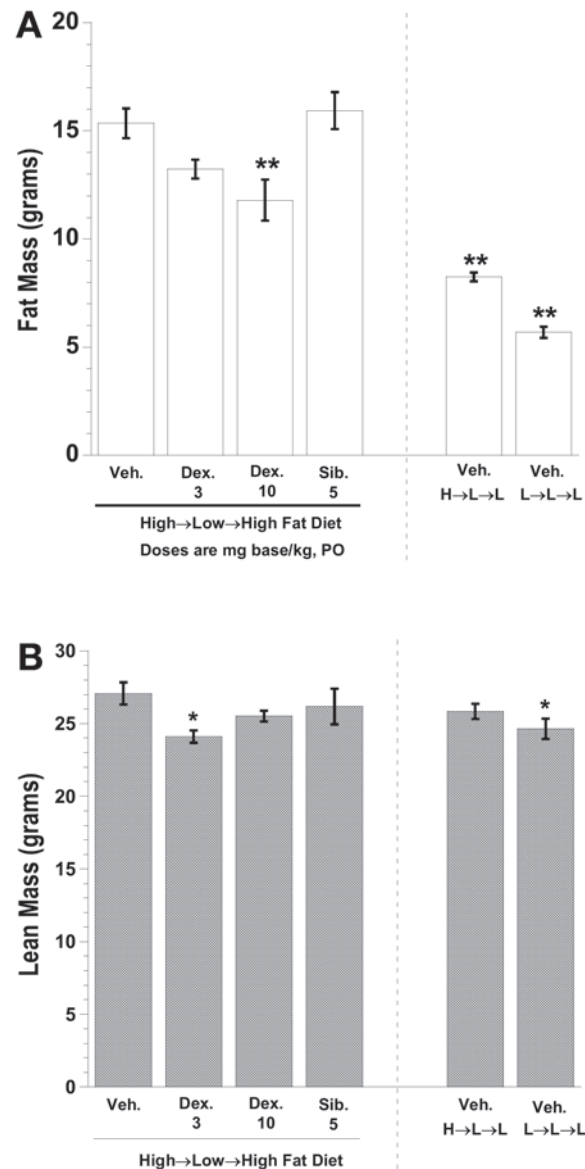 A
20
15
10
5
0
Fat Mass (grams)
**
**
**
Veh. Dex. Dex. Sib. Veh. Veh.
3 10 5 H→L→L L→L→L
High→Low→High Fat Diet
Doses are mg base/kg, PO
B
30
25
20
15
10
5
0
Lean Mass (grams)
*
*
Veh. Dex. Dex. Sib. Veh. Veh.
3 10 5 H→L→L L→L→L
High→Low→High Fat Diet